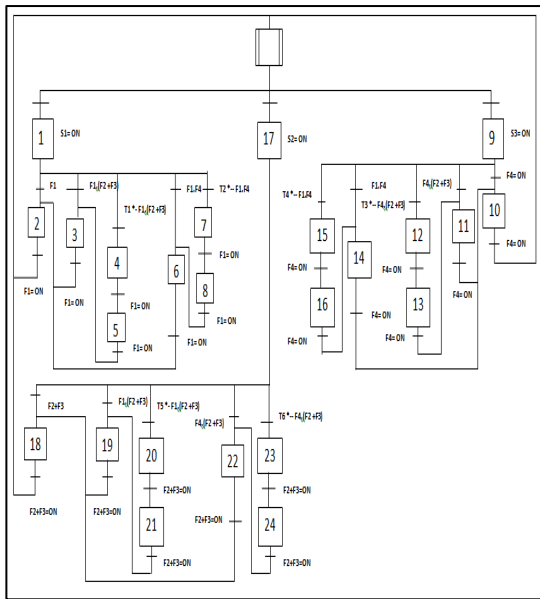 1
S1= ON
17
S2= ON
9
S3= ON
F1
F1,(F2+F3)
T1 *- F1,(F2+F3)
F1,F4
T2 *-- F1,F4
2
3
4
5
6
7
8
F1= ON
F1= ON
F1= ON
F1= ON
F1= ON
F1= ON
F1= ON
T4 *-- F1,F4
F1,F4
T3 *-- F4,(F2+F3)
F4,(F2+F3)
F4= ON
15
14
12
11
10
16
13
F4= ON
F4= ON
F4= ON
F4= ON
F4= ON
F4= ON
F4= ON
F2+F3
F1,(F2+F3)
T5 *- F1,(F2+F3)
F4,(F2+F3)
T6 *-- F4,(F2+F3)
18
19
20
22
23
21
24
F2+F3=ON
F2+F3=ON
F2+F3=ON
F2+F3=ON
F2+F3=ON
F2+F3=ON
F2+F3=ON